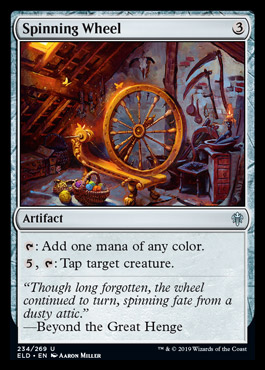 Spinning Wheel 3
Artifact
: Add one mana of any color.
5, : Tap target creature.
“Though long forgotten, the wheel
continued to turn, spinning fate from a
dusty attic.”
—Beyond the Great Henge
234/269 U
ELD • EN AARON MILLER
™ & © 2019 Wizards of the Coast